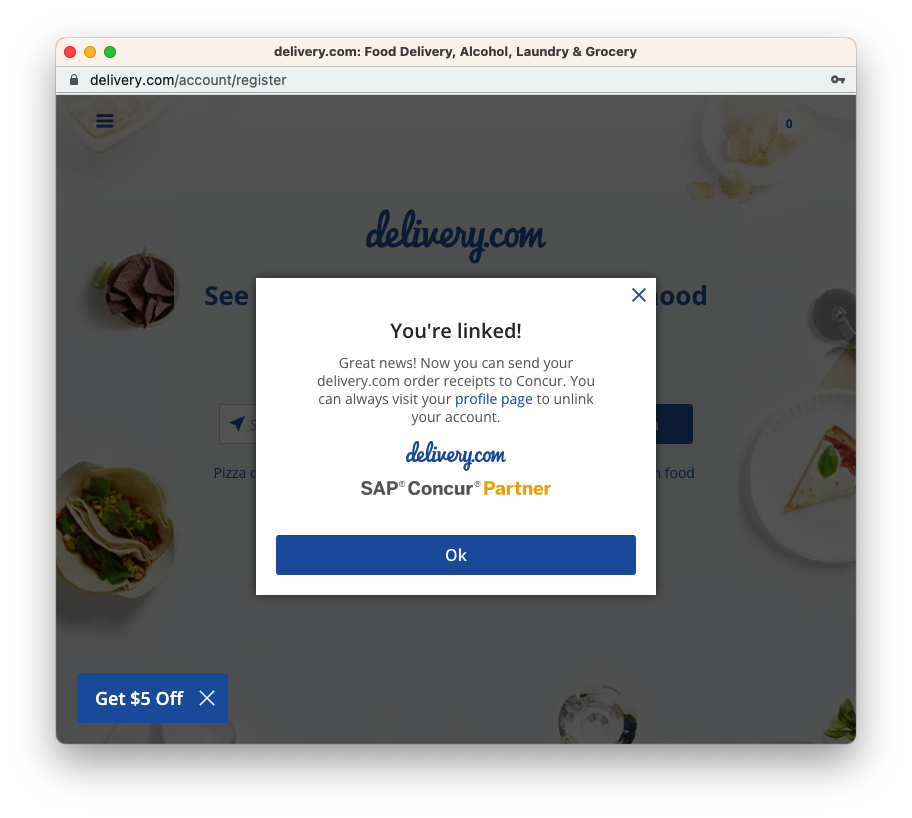 delivery.com: Food Delivery, Alcohol, Laundry & Grocery
delivery.com/account/register
0
delivery.com
See
ood
You're linked!
Great news! Now you can send your
delivery.com order receipts to Concur. You
can always visit your profile page to unlink
your account.
delivery.com
SAP® Concur® Partner
Pizza
food
Ok
Get $5 Off